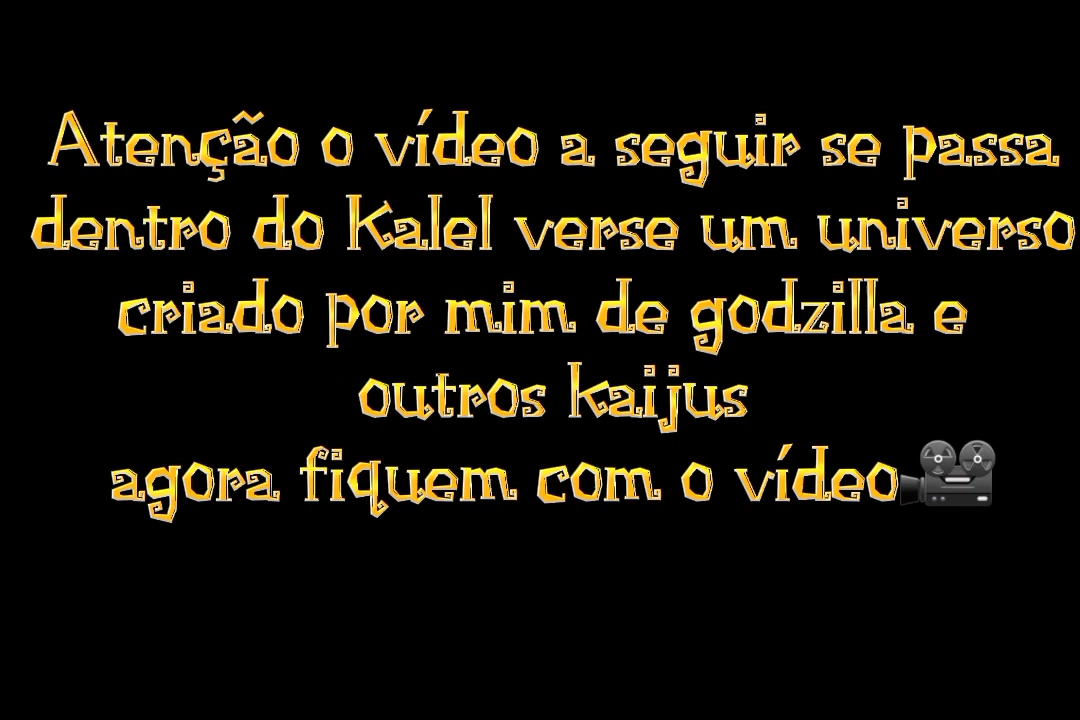 Atenção o vídeo a seguir se passa
dentro do Kalel verse um universo
criado por mim de godzilla e
outros kaijus
agora fiquem com o vídeo🎥